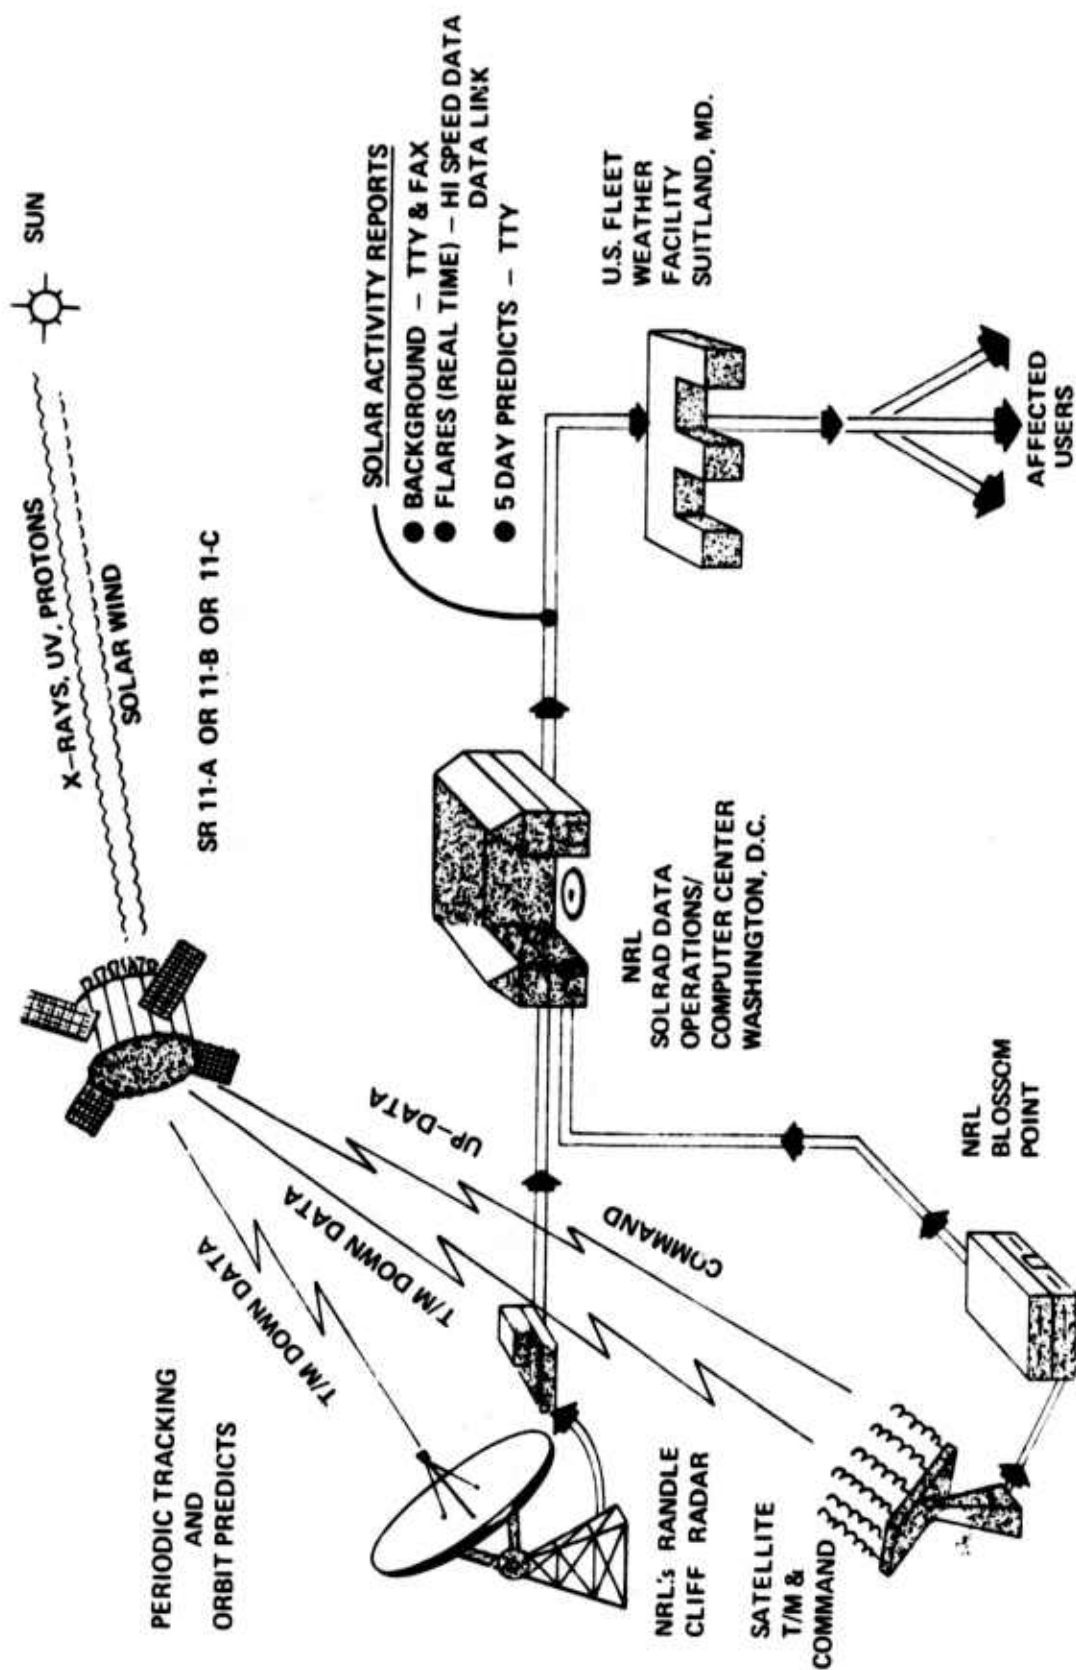 PERIODIC TRACKING
AND
ORBIT PREDICTS
X–RAYS, UV, PROTONS
SOLAR WIND
SUN
SR 11-A OR 11-B OR 11-C
T/M DOWN DATA
T/M DOWN DATA
UP–DATA
COMMAND
SOLAR ACTIVITY REPORTS
● BACKGROUND – TTY & FAX
● FLARES (REAL TIME) – HI SPEED DATA
DATA LINK
● 5 DAY PREDICTS – TTY
NRL's RANDLE
CLIFF RADAR
NRL
SOLRAD DATA
OPERATIONS/
COMPUTER CENTER
WASHINGTON, D.C.
U.S. FLEET
WEATHER
FACILITY
SUITLAND, MD.
SATELLITE
T/M &
COMMAND
NRL
BLOSSOM
POINT
AFFECTED
USERS